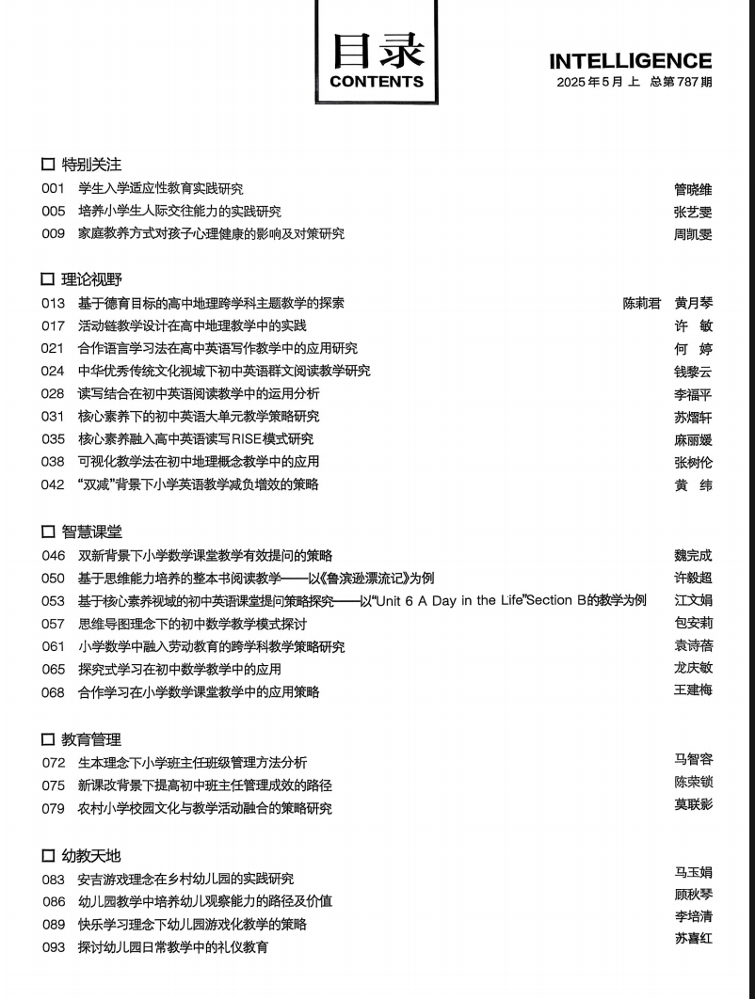 目录
CONTENTS
INTELLIGENCE
2025年5月 上 总第787期
特别关注
001 学生入学适应性教育实践研究 管晓维
005 培养小学生人际交往能力的实践研究 张艺雯
009 家庭教养方式对孩子心理健康的影响及对策研究 周凯雯
理论视野
013 基于德育目标的高中地理跨学科主题教学的探索 陈莉君 黄月琴
017 活动链教学设计在高中地理教学中的实践 许 敏
021 合作语言学习法在高中英语写作教学中的应用研究 何 婷
024 中华优秀传统文化视域下初中英语群文阅读教学研究 钱黎云
028 读写结合在初中英语阅读教学中的运用分析 李福平
031 核心素养下的初中英语大单元教学策略研究 苏熠轩
035 核心素养融入高中英语读写RISE模式研究 麻丽媛
038 可视化教学法在初中地理概念教学中的应用 张树伦
042 “双减”背景下小学英语教学减负增效的策略 黄 纬
智慧课堂
046 双新背景下小学数学课堂教学有效提问的策略 魏完成
050 基于思维能力培养的整本书阅读教学——以《鲁滨逊漂流记》为例 许毅超
053 基于核心素养视域的初中英语课堂提问策略探究——以“Unit 6 A Day in the Life”Section B的教学为例 江文娟
057 思维导图理念下的初中数学教学模式探讨 包安莉
061 小学数学中融入劳动教育的跨学科教学策略研究 袁诗蓓
065 探究式学习在初中数学教学中的应用 龙庆敏
068 合作学习在小学数学课堂教学中的应用策略 王建梅
教育管理
072 生本理念下小学班主任班级管理方法分析 马智容
075 新课改背景下提高初中班主任管理成效的路径 陈荣锁
079 农村小学校园文化与教学活动融合的策略研究 莫联影
幼教天地
083 安吉游戏理念在乡村幼儿园的实践研究 马玉娟
086 幼儿园教学中培养幼儿观察能力的路径及价值 顾秋琴
089 快乐学习理念下幼儿园游戏化教学的策略 李培清
093 探讨幼儿园日常教学中的礼仪教育 苏喜红